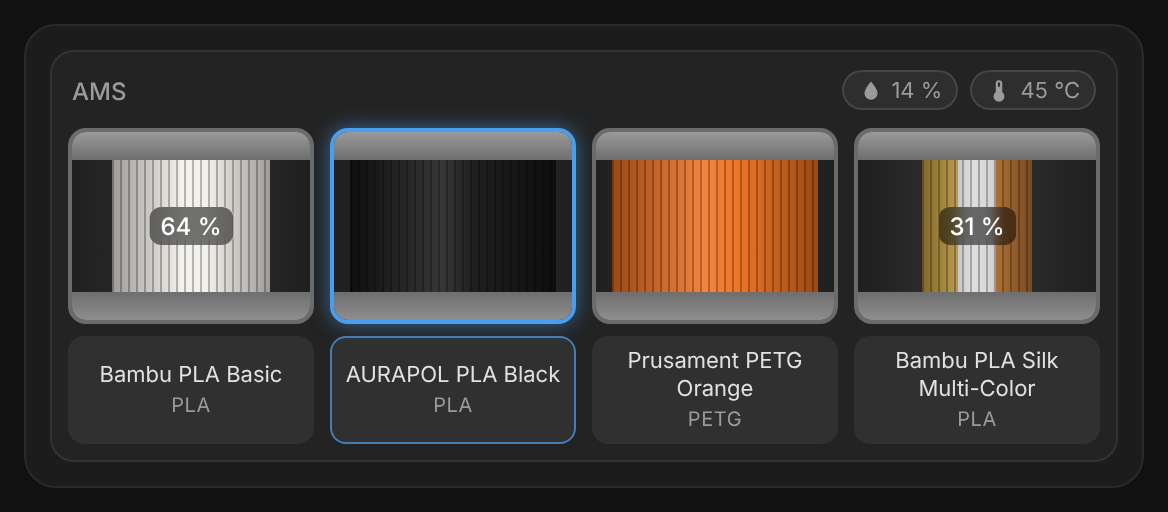 AMS
14 %
45 °C
64 %
31 %
Bambu PLA Basic
PLA
AURAPOL PLA Black
PLA
Prusament PETG
Orange
PETG
Bambu PLA Silk
Multi-Color
PLA